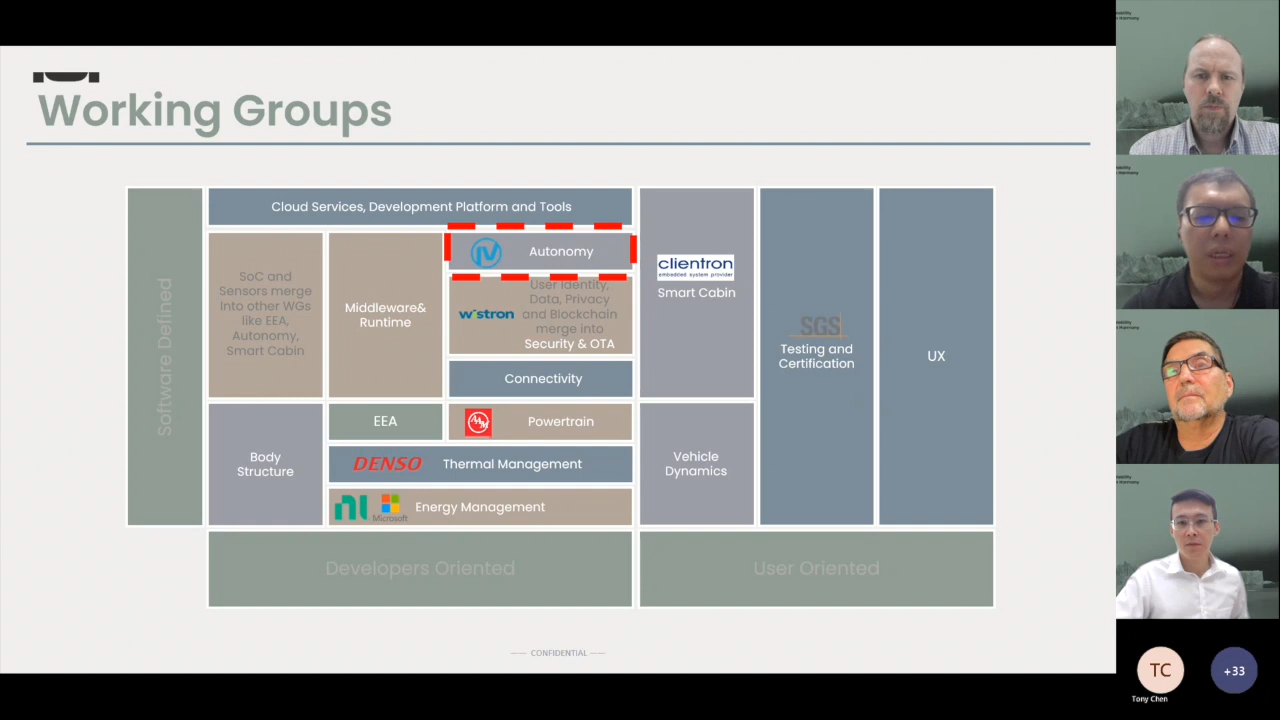 Working Groups
Software Defined
Cloud Services, Development Platform and Tools
SoC and
Sensors merge
into other WGs
like EEA,
Autonomy,
Smart Cabin
Middleware&
Runtime
Autonomy
wistron
User Identity,
Data, Privacy
and Blockchain
merge into
Security & OTA
Connectivity
clientron
embedded system provider
Smart Cabin
SGS
Testing and
Certification
UX
Body
Structure
EEA
AAM
Powertrain
DENSO
Thermal Management
Vehicle
Dynamics
ni
Microsoft
Energy Management
Developers Oriented
User Oriented
CONFIDENTIAL
TC
Tony Chen
+33